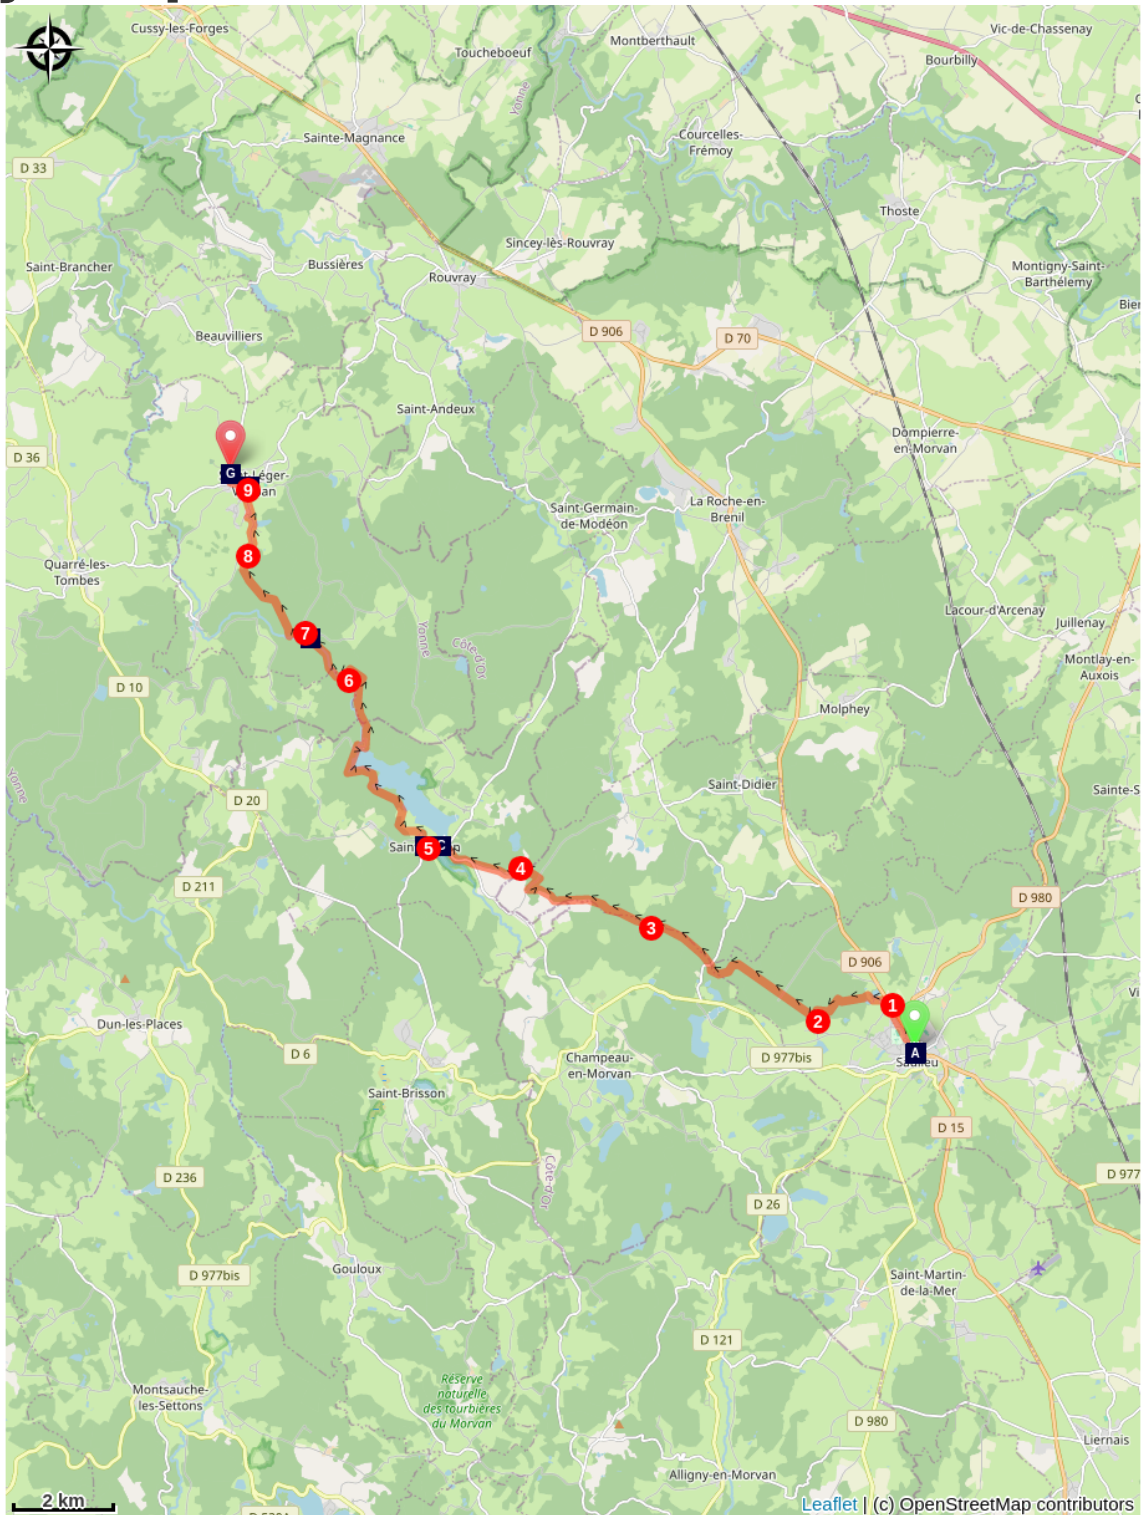 Cussy-les-Forges
Toucheboeuf
Montberthault
Vic-de-Chassenay
Bourbilly
Yonne
Sainte-Magnance
Courcelles-
Frémoy
D 33
Thoste
Sincey-lès-Rouvray
Saint-Brancher
Bussières
Rouvray
Montigny-Saint-
Barthélemy
Bier
Beauvilliers
D 906
D 70
Saint-Andeux
Dompierre-
en-Morvan
D 36
G
9
Saint-Germain-
de-Modéon
La Roche-en-
Brenil
8
Quarré-les-
Tombes
Lacour-d'Arcenay
Juillenay
7
Yonne
Côte-d'Or
Montlay-en-
Auxois
6
D 10
Molphey
Yonne
Saint-Didier
Sainte-S
D 20
5
C
4
D 211
D 980
3
D 906
1
Vi
Dun-les-Places
2
A
Saulieu
D 6
Champeau-
en-Morvan
D 977bis
Saint-Brisson
D 15
D 236
Côte-d'Or
D 977
D 26
Gouloux
D 977bis
Saint-Martin-
de-la-Mer
D 121
Montsauche-
les-Settons
Réserve
naturelle
des tourbières
du Morvan
D 980
Liernais
Alligny-en-Morvan
2 km
Leaflet | (c) OpenStreetMap contributors